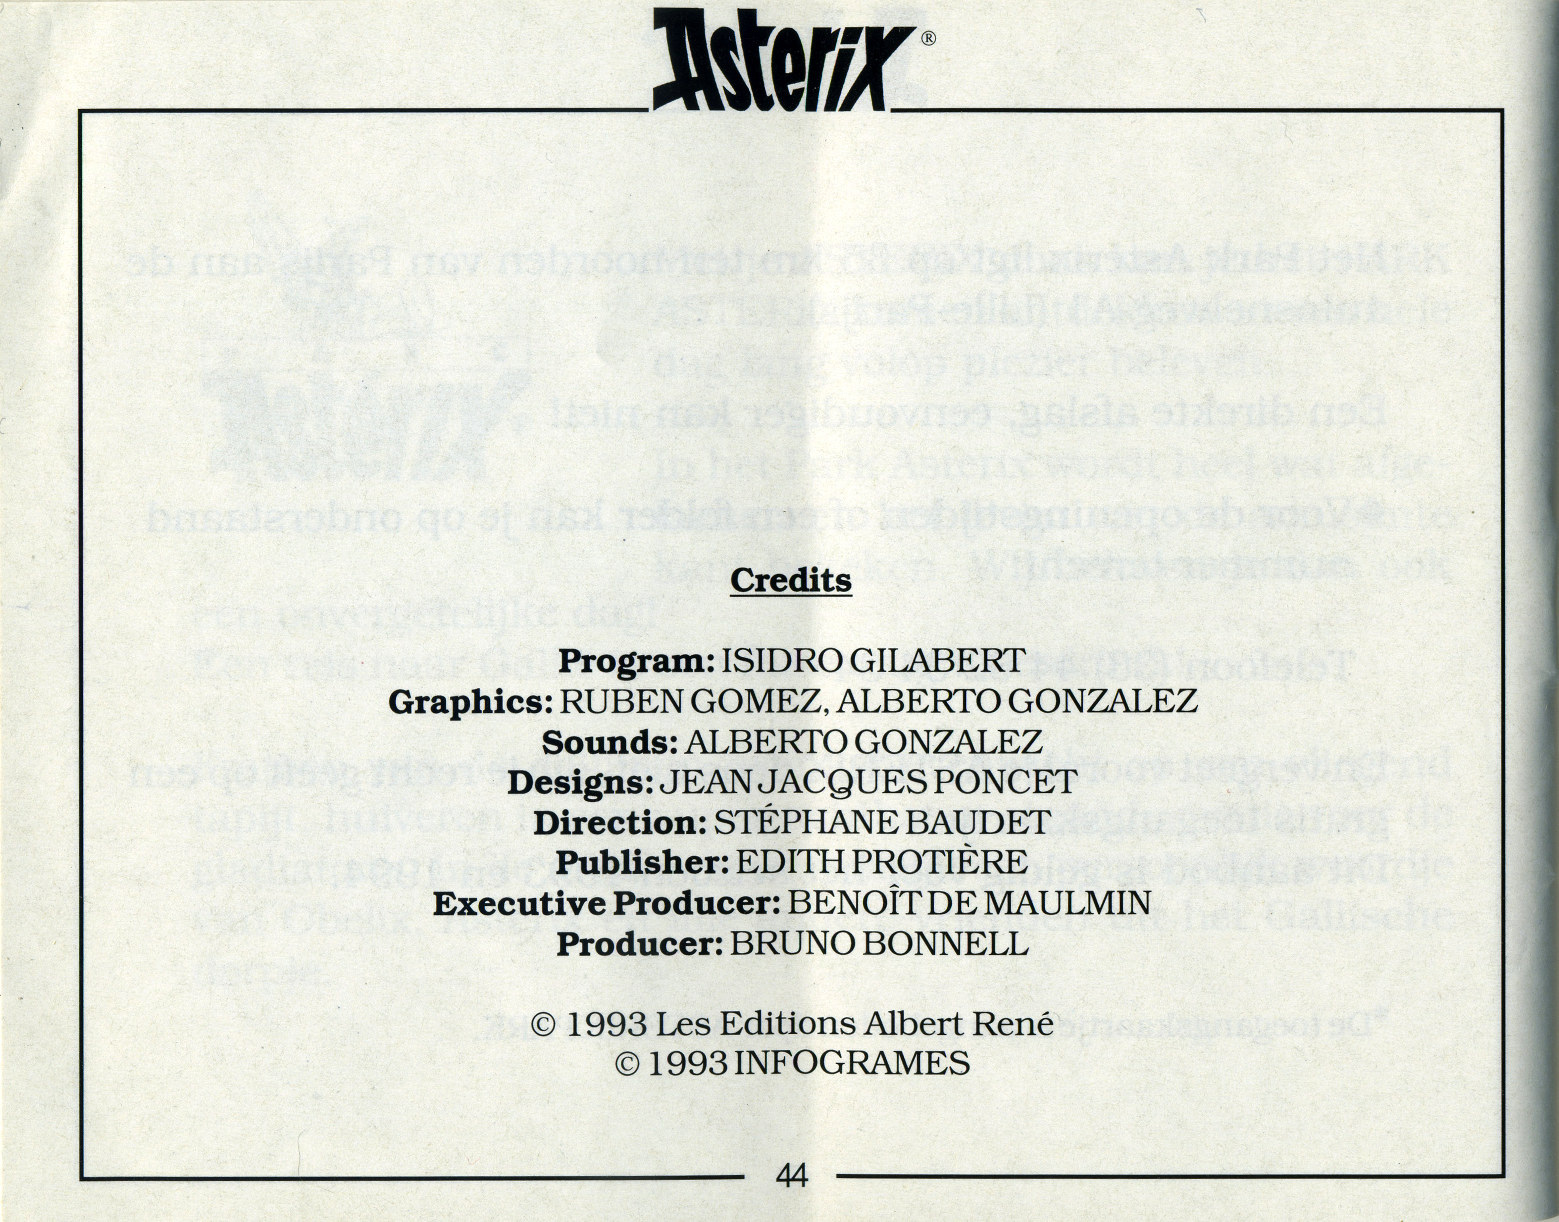 Asterix®
Credits
Program: ISIDRO GILABERT
Graphics: RUBEN GOMEZ, ALBERTO GONZALEZ
Sounds: ALBERTO GONZALEZ
Designs: JEAN JACQUES PONCET
Direction: STÉPHANE BAUDET
Publisher: EDITH PROTIÈRE
Executive Producer: BENOÎT DE MAULMIN
Producer: BRUNO BONNELL
© 1993 Les Editions Albert René
© 1993 INFOGRAMES
44